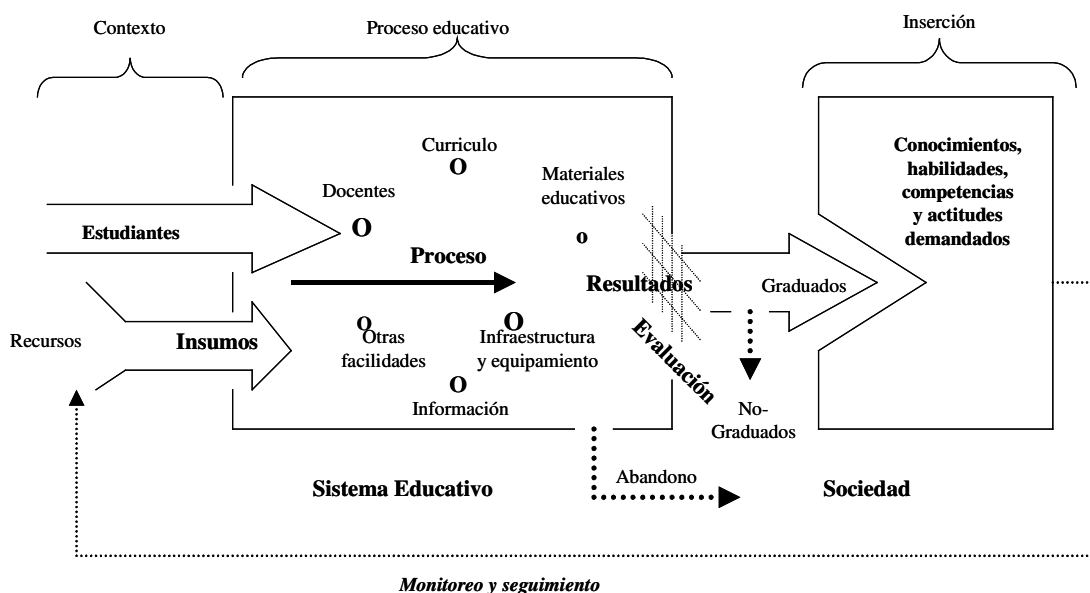 Contexto
Proceso educativo
Inserción
Curriculo
O
Docentes
O
Materiales
educativos
o
Estudiantes
Proceso
Resultados
Graduados
Conocimientos,
habilidades,
competencias
y actitudes
demandados
Recursos
Insumos
o
Otras
facilidades
O
Infraestructura
y equipamiento
O
Información
Evaluación
No-
Graduados
Abandono
Sistema Educativo
Sociedad
Monitoreo y seguimiento